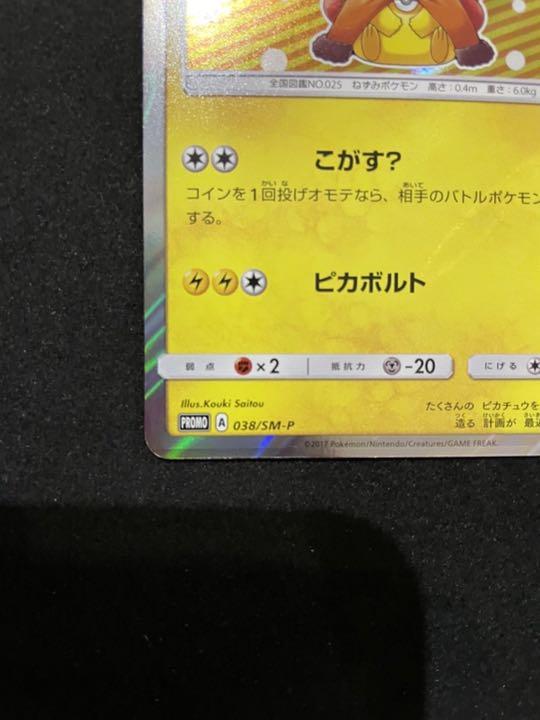 全国図鑑NO.025 ねずみポケモン 高さ:0.4m 重さ:6.0kg
こがす?
コインを1回投げオモテなら、相手のバトルポケモン
する。
ピカボルト
弱点 ×2 抵抗力 -20 にげる
Illus.Kouki Saitou
たくさんの ピカチュウを
造る 計画が 最近
PROMO A 038/SM-P
©2017 Pokémon/Nintendo/Creatures/GAME FREAK.